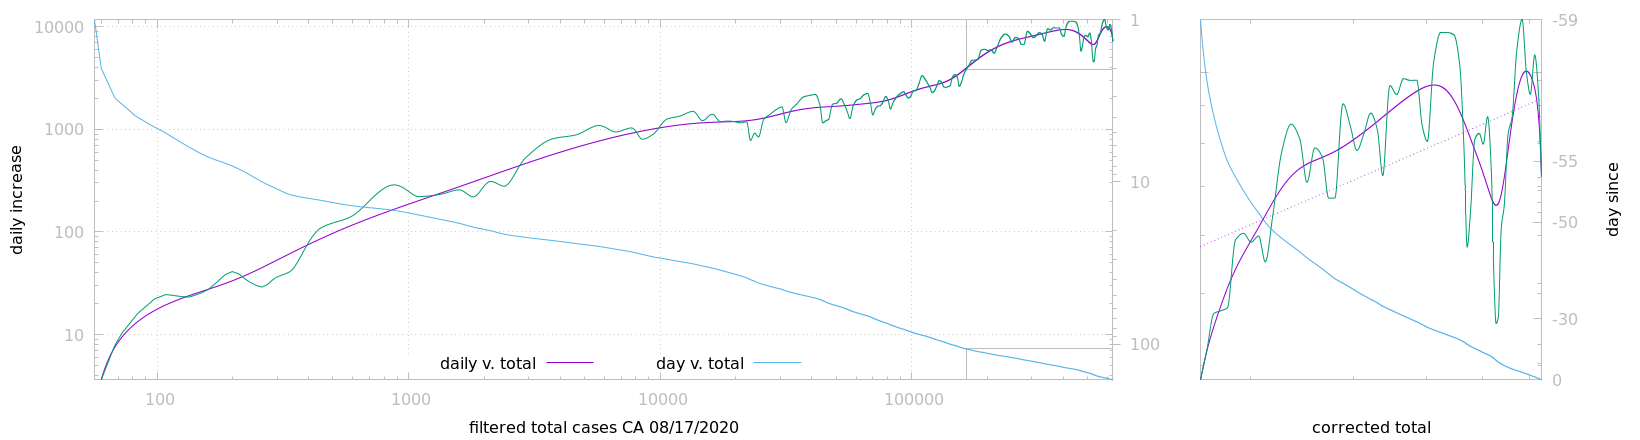 10000
1000
100
10
daily increase
1
10
100
daily v. total
day v. total
100
1000
10000
100000
filtered total cases CA 08/17/2020
-59
-55
-50
-30
0
day since
corrected total